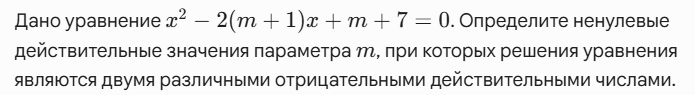 Дано уравнение $x^2 - 2(m+1)x + m + 7 = 0$. Определите ненулевые
действительные значения параметра $m$, при которых решения уравнения
являются двумя различными отрицательными действительными числами.